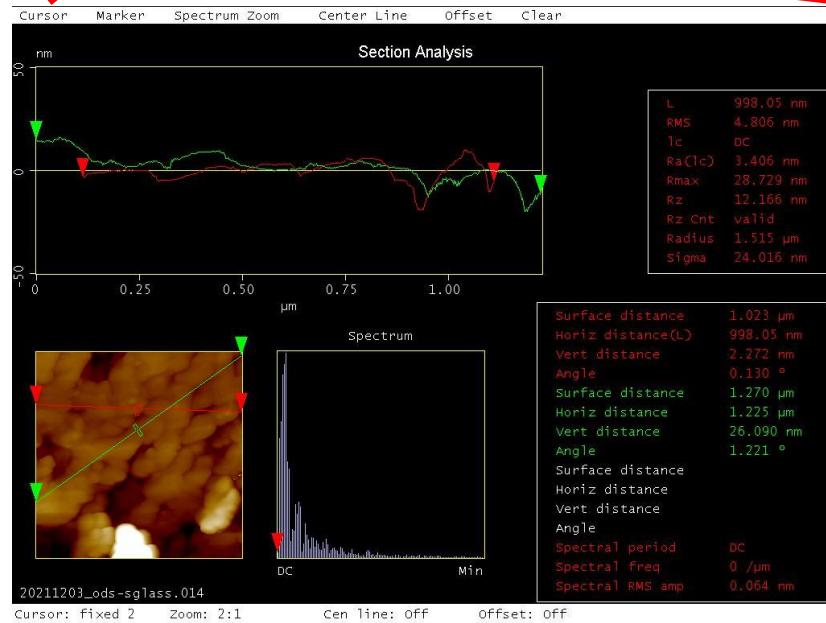 Cursor Marker Spectrum Zoom Center Line Offset Clear
Section Analysis
nm
50
0
-50
0 0.25 0.50 0.75 1.00
µm
L 998.05 nm
RMS 4.806 nm
lc DC
Ra(lc) 3.406 nm
Rmax 28.729 nm
Rz 12.166 nm
Rz Cnt valid
Radius 1.515 µm
Sigma 24.016 nm
Spectrum
DC Min
Surface distance 1.023 µm
Horiz distance(L) 998.05 nm
Vert distance 2.272 nm
Angle 0.130 °
Surface distance 1.270 µm
Horiz distance 1.225 µm
Vert distance 26.090 nm
Angle 1.221 °
Surface distance
Horiz distance
Vert distance
Angle
Spectral period DC
Spectral freq 0 /µm
Spectral RMS amp 0.064 nm
20211203_ods-sglass.014
Cursor: fixed 2 Zoom: 2:1 Cen line: Off Offset: Off